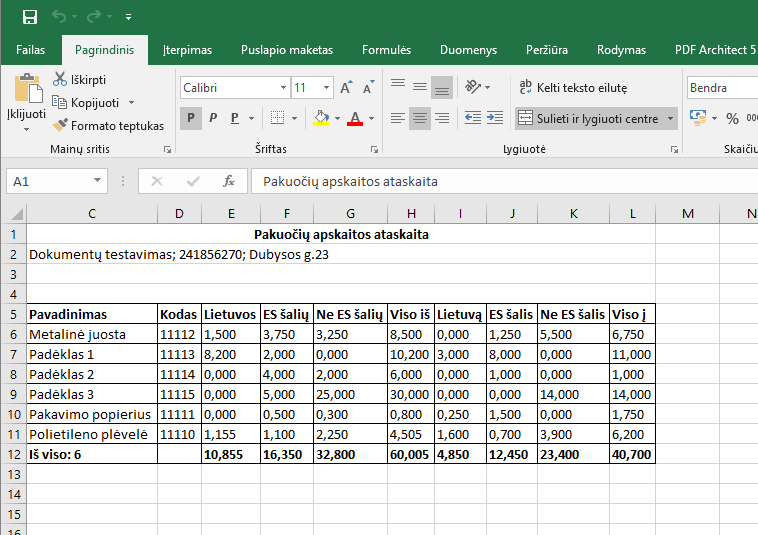 Failas Pagrindinis Įterpimas Puslapio maketas Formulės Duomenys Peržiūra Rodymas PDF Architect 5
Įklijuoti
Iškirpti
Kopijuoti
Formato teptukas
Mainų sritis
Calibri 11 A A
P P P A
Šriftas
ab Kelti teksto eilutę
Sulieti ir lygiuoti centre
Lygiuotė
Bendra
% 000
Skaičiu
A1 fx Pakuočių apskaitos ataskaita
C D E F G H I J K L M N
1 Pakuočių apskaitos ataskaita
2 Dokumentų testavimas; 241856270; Dubysos g.23
3
4
5 Pavadinimas Kodas Lietuvos ES šalių Ne ES šalių Viso iš Lietuvą ES šalis Ne ES šalis Viso į
6 Metalinė juosta 11112 1,500 3,750 3,250 8,500 0,000 1,250 5,500 6,750
7 Padėklas 1 11113 8,200 2,000 0,000 10,200 3,000 8,000 0,000 11,000
8 Padėklas 2 11114 0,000 4,000 2,000 6,000 0,000 1,000 0,000 1,000
9 Padėklas 3 11115 0,000 5,000 25,000 30,000 0,000 0,000 14,000 14,000
10 Pakavimo popierius 11111 0,000 0,500 0,300 0,800 0,250 1,500 0,000 1,750
11 Polietileno plėvelė 11110 1,155 1,100 2,250 4,505 1,600 0,700 3,900 6,200
12 Iš viso: 6 10,855 16,350 32,800 60,005 4,850 12,450 23,400 40,700
13
14
15
16